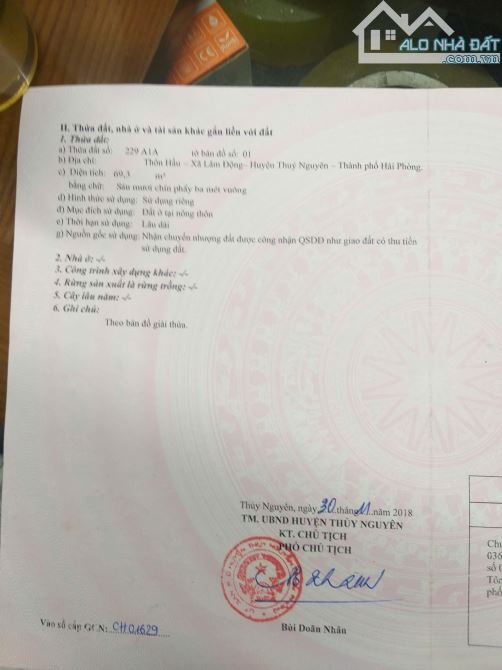 ALO NHÀ ĐẤT
.com.vn
II. Thửa đất, nhà ở và tài sản khác gắn liền với đất
1. Thửa đất:
a) Thửa đất số: 229 A1A tờ bản đồ số: 01
b) Địa chỉ: Thôn Hầu – Xã Lâm Động– Huyện Thuỷ Nguyên – Thành phố Hải Phòng.
c) Diện tích: 69,3 m²
bằng chữ: Sáu mươi chín phẩy ba mét vuông
d) Hình thức sử dụng: Sử dụng riêng
đ) Mục đích sử dụng: Đất ở tại nông thôn
e) Thời hạn sử dụng: Lâu dài
g) Nguồn gốc sử dụng: Nhận chuyển nhượng đất được công nhận QSDĐ như giao đất có thu tiền
sử dụng đất.
2. Nhà ở: -/-
3. Công trình xây dựng khác: -/-
4. Rừng sản xuất là rừng trồng: -/-
5. Cây lâu năm: -/-
6. Ghi chú:
Theo bản đồ giải thửa.
Thủy Nguyên, ngày 30 tháng 11 năm 2018
TM. UBND HUYỆN THỦY NGUYÊN
KT. CHỦ TỊCH
PHÓ CHỦ TỊCH
Bùi Doãn Nhân
Vào sổ cấp GCN: CH01629
036
phố